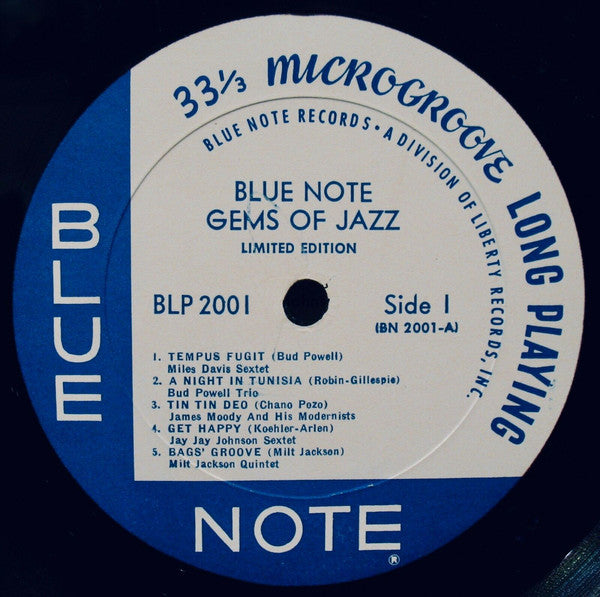 33⅓ MICROGROOVE LONG PLAYING
BLUE NOTE RECORDS • A DIVISION OF LIBERTY RECORDS, INC.
BLUE NOTE
GEMS OF JAZZ
LIMITED EDITION
BLP 2001
Side 1
(BN 2001-A)
1. TEMPUS FUGIT (Bud Powell)
Miles Davis Sextet
2. A NIGHT IN TUNISIA (Robin-Gillespie)
Bud Powell Trio
3. TIN TIN DEO (Chano Pozo)
James Moody And His Modernists
4. GET HAPPY (Koehler-Arlen)
Jay Jay Johnson Sextet
5. BAGS' GROOVE (Milt Jackson)
Milt Jackson Quintet
BLUE
NOTE
®